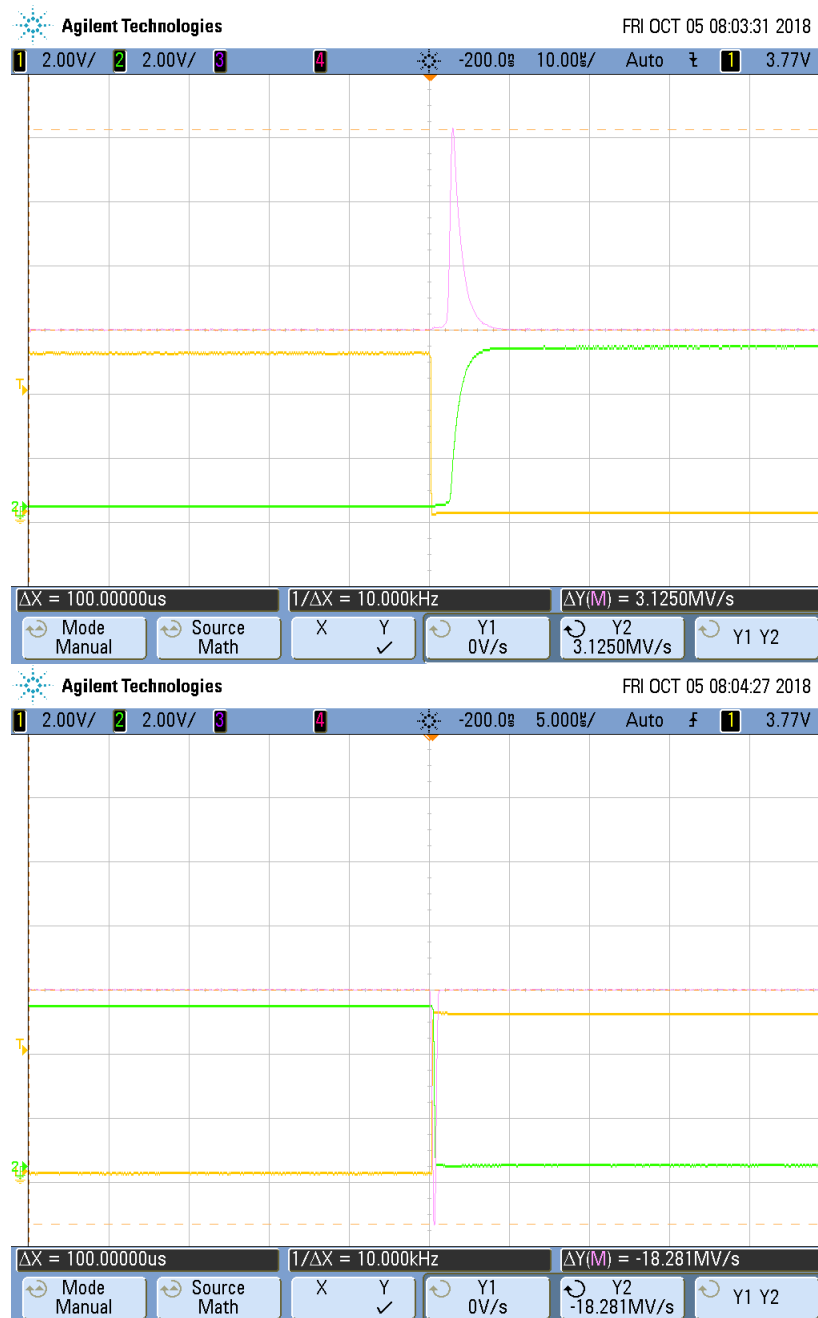 Agilent Technologies FRI OCT 05 08:03:31 2018
1 2.00V/ 2 2.00V/ 3 4 -200.0ns 10.00us/ Auto 1 3.77V
T
2
ΔX = 100.00000us 1/ΔX = 10.000kHz ΔY(M) = 3.1250MV/s
Mode Source X Y Y1 Y2 Y1 Y2
Manual Math ✓ 0V/s 3.1250MV/s
Agilent Technologies FRI OCT 05 08:04:27 2018
1 2.00V/ 2 2.00V/ 3 4 -200.0ns 5.000us/ Auto 1 3.77V
T
2
ΔX = 100.00000us 1/ΔX = 10.000kHz ΔY(M) = -18.281MV/s
Mode Source X Y Y1 Y2 Y1 Y2
Manual Math ✓ 0V/s -18.281MV/s